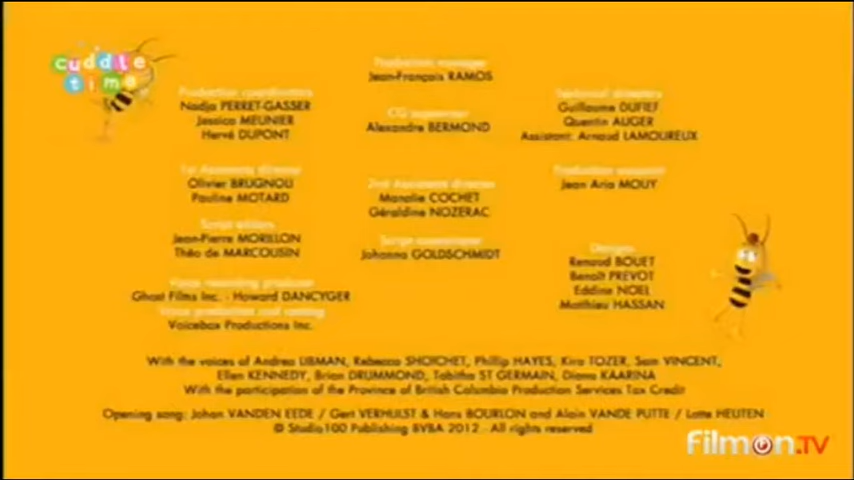 cuddle
time
Production manager
Jean-François RAMOS
Production coordinators
Nadja PERRET-GASSER
Jessica MEUNIER
Hervé DUPONT
CG supervisor
Alexandre BERMOND
Technical directors
Guillaume DUFIEF
Quentin AUGER
Assistant: Arnaud LAMOUREUX
1st Assistants director
Olivier BRUGNOLI
Pauline MOTARD
2nd Assistants director
Manalie COCHET
Géraldine NOZERAC
Production
Jean Aria MOUY
Script editors
Jean-Pierre MORILLON
Théo de MARCOUSIN
Script coordinator
Johanna GOLDSCHMIDT
Designs
Renaud BOUET
Benoît PREVOT
Eddine NOEL
Matthieu HASSAN
Voice recording producer
Ghost Films Inc. - Howard DANCYGER
Voice production and casting
Voicebox Productions Inc.
With the voices of Andrea LIBMAN, Rebecca SHOICHET, Phillip HAYES, Kira TOZER, Sam VINCENT,
Ellen KENNEDY, Brian DRUMMOND, Tabitha ST GERMAIN, Diana KAARINA
With the participation of the Province of British Columbia Production Services Tax Credit
Opening song: Johan VANDEN EEDE / Gert VERHULST & Hans BOURLON and Alain VANDE PUTTE / Lotte HEIJTEN
© Studio100 Publishing BVBA 2012 - All rights reserved
Filmon.TV